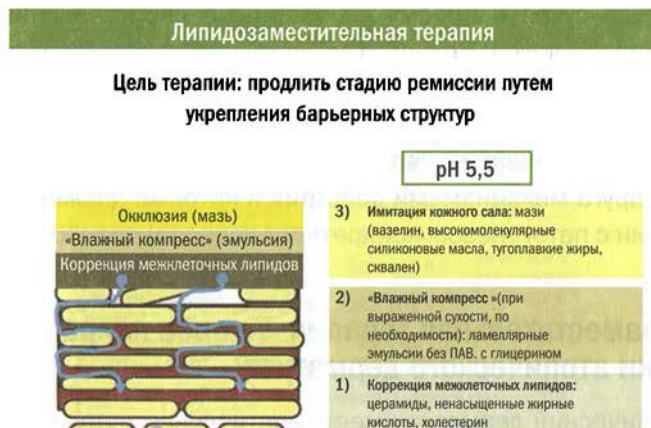 Липидозаместительная терапия
Цель терапии: продлить стадию ремиссии путем
укрепления барьерных структур
pH 5,5
Окклюзия (мазь)
«Влажный компресс» (эмульсия)
Коррекция межклеточных липидов
3) Имитация кожного сала: мази
(вазелин, высокомолекулярные
силиконовые масла, тугоплавкие жиры,
сквален)
2) «Влажный компресс »(при
выраженной сухости, по
необходимости): ламеллярные
эмульсии без ПАВ. с глицерином
1) Коррекция межклеточных липидов:
церамиды, ненасыщенные жирные
кислоты, холестерин